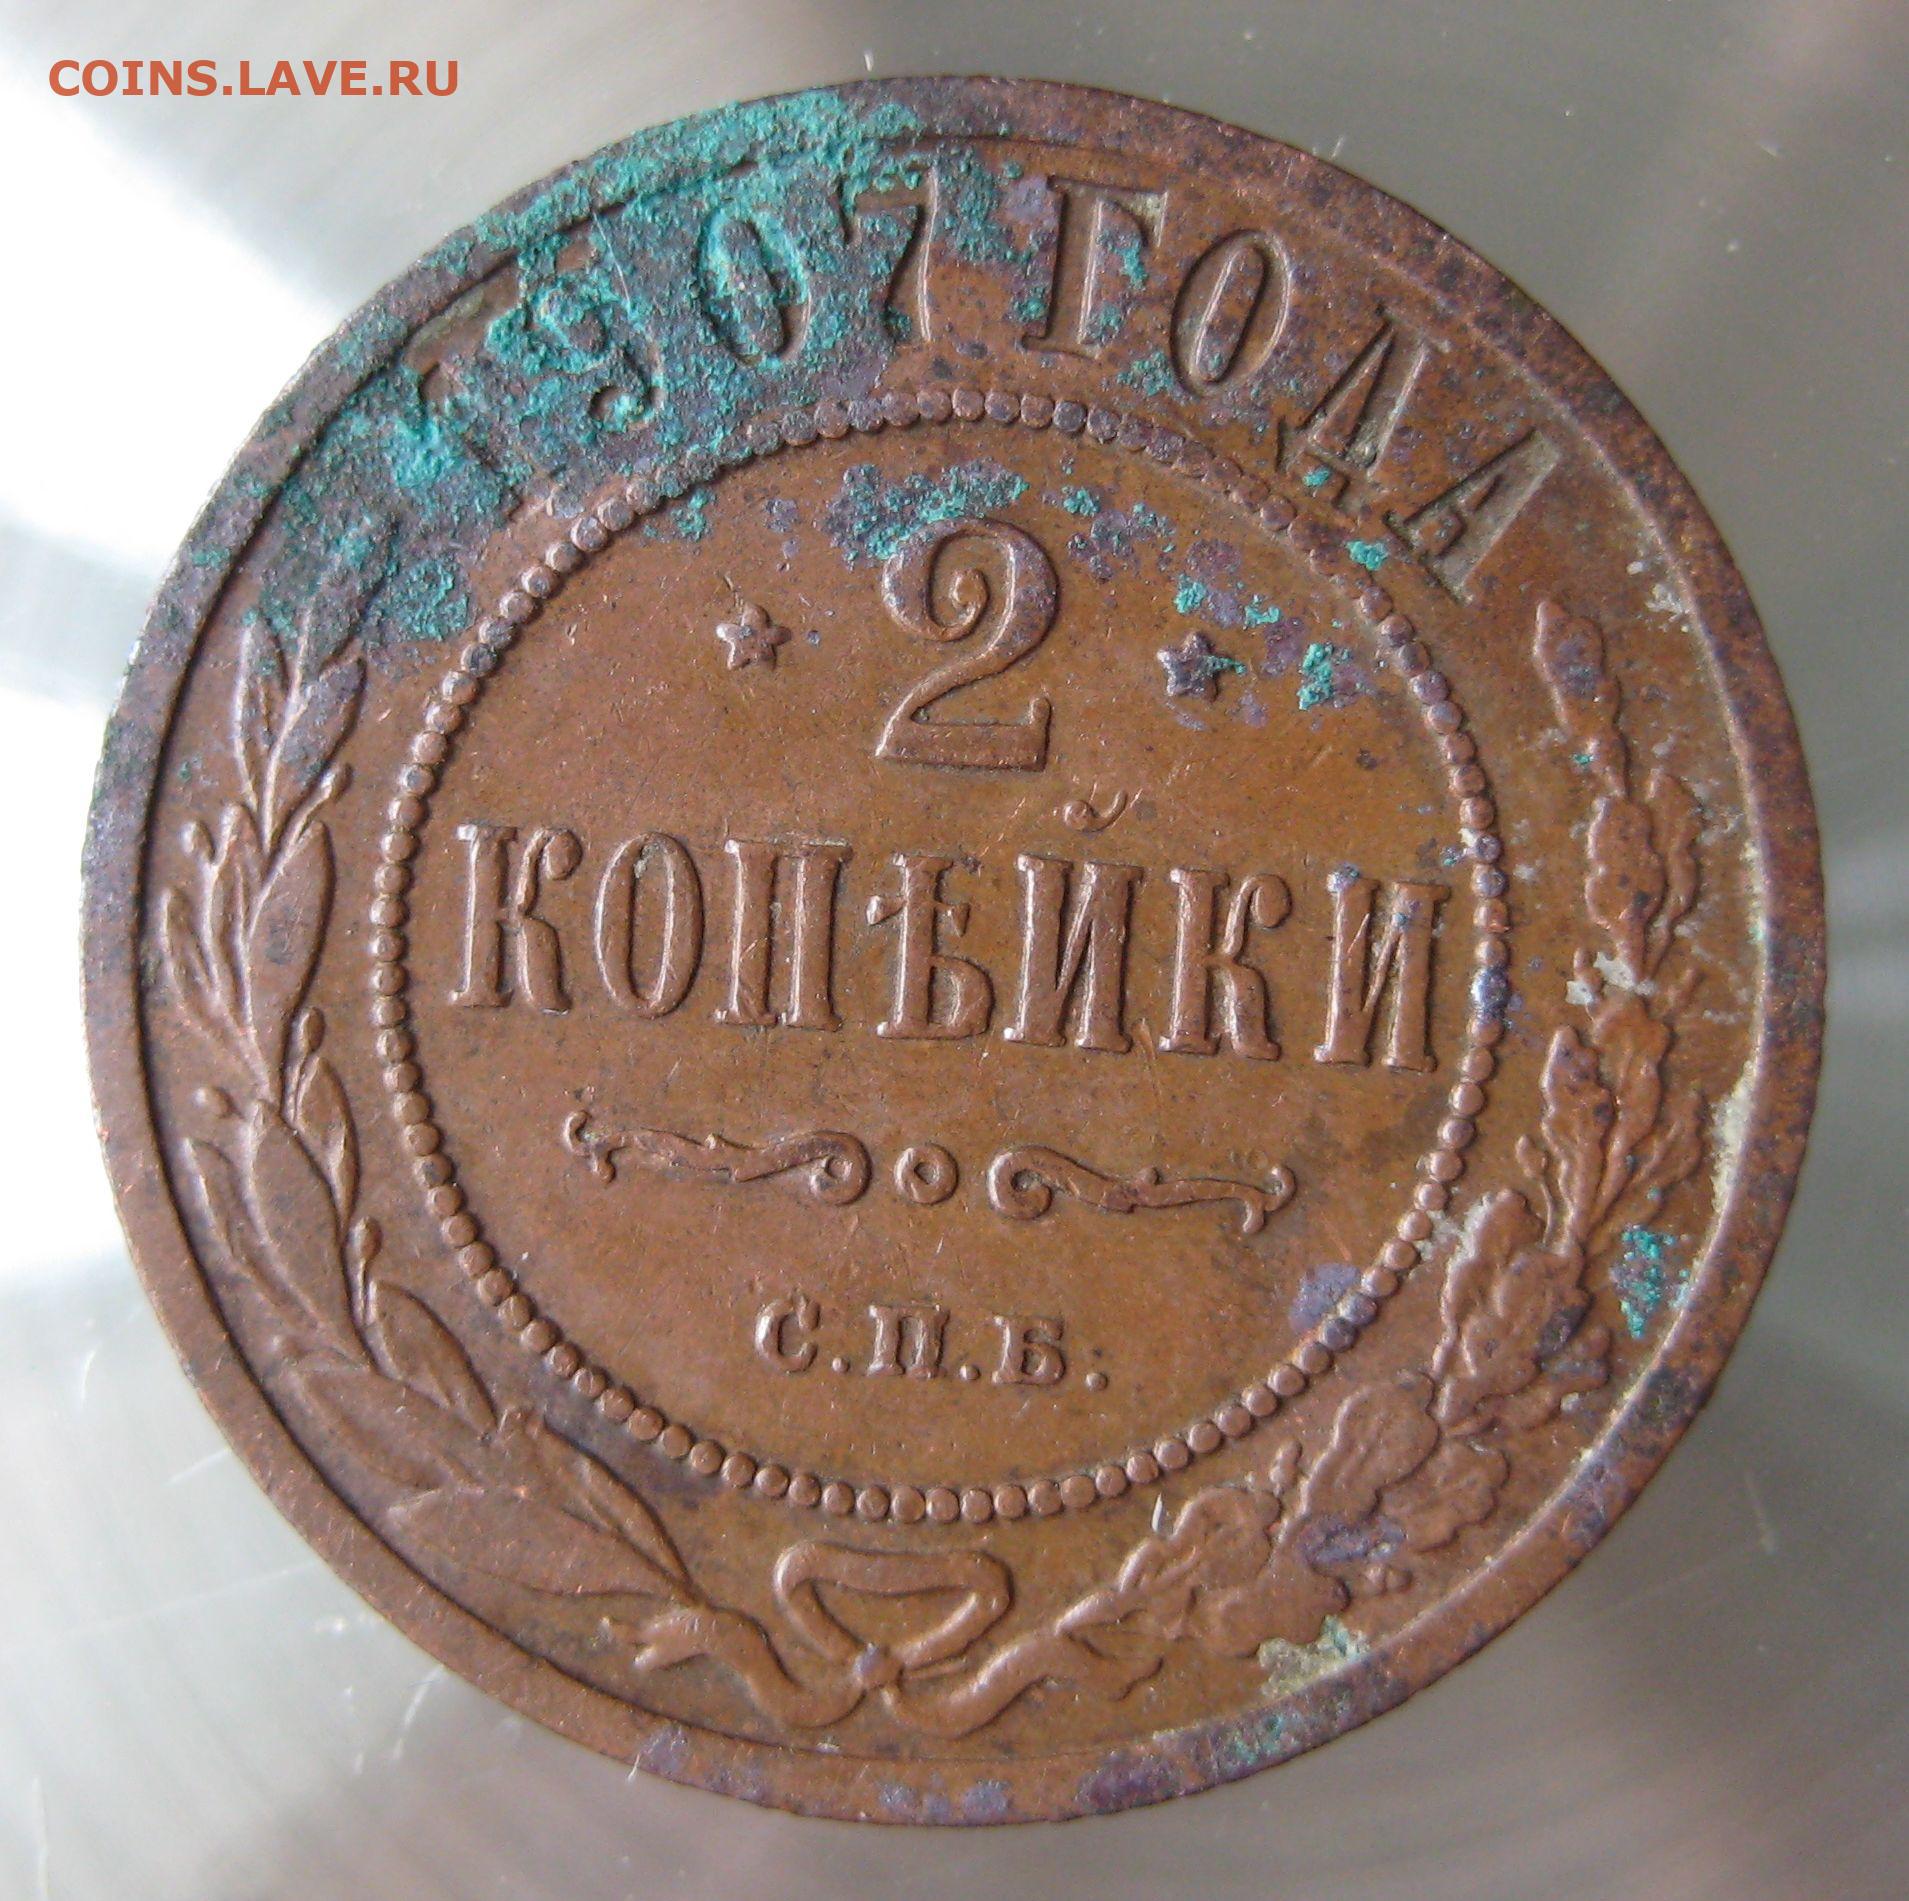 COINS.LAVE.RU
1907 ГОДА
2
КОПѢЙКИ
С.П.Б.